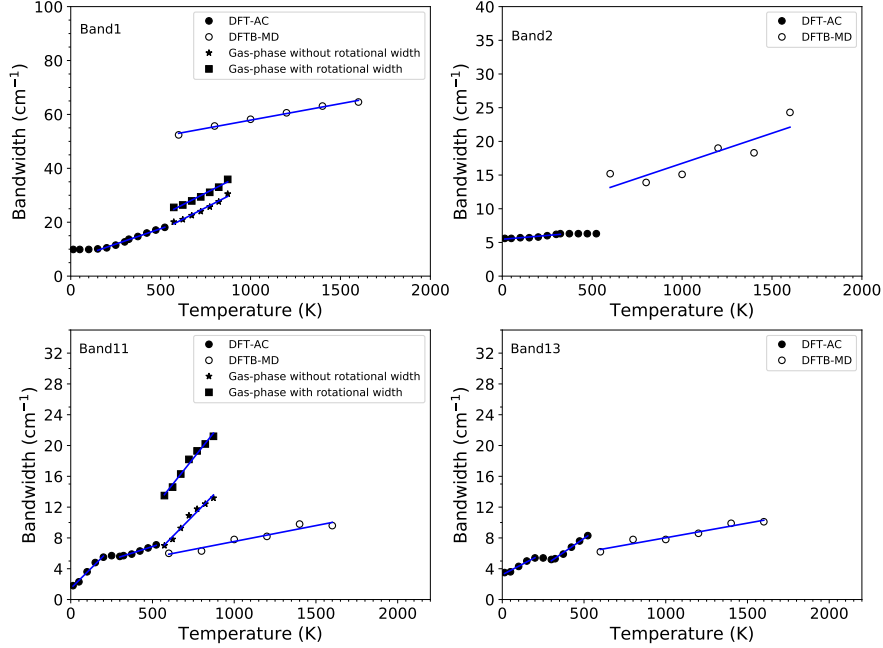 Band1
DFT-AC
DFTB-MD
Gas-phase without rotational width
Gas-phase with rotational width
100
80
60
40
20
0
Bandwidth (cm⁻¹)
0 500 1000 1500 2000
Temperature (K)
Band2
DFT-AC
DFTB-MD
40
35
30
25
20
15
10
5
0
Bandwidth (cm⁻¹)
0 500 1000 1500 2000
Temperature (K)
Band11
DFT-AC
DFTB-MD
Gas-phase without rotational width
Gas-phase with rotational width
32
28
24
20
16
12
8
4
0
Bandwidth (cm⁻¹)
0 500 1000 1500 2000
Temperature (K)
Band13
DFT-AC
DFTB-MD
32
28
24
20
16
12
8
4
0
Bandwidth (cm⁻¹)
0 500 1000 1500 2000
Temperature (K)